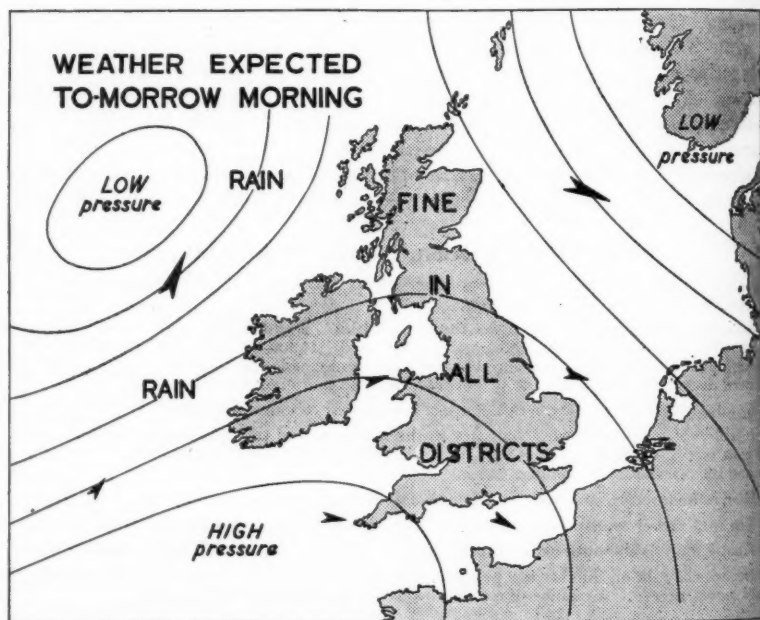 WEATHER EXPECTED
TO-MORROW MORNING
LOW
pressure
RAIN
LOW
pressure
FINE
IN
RAIN
ALL
DISTRICTS
HIGH
pressure